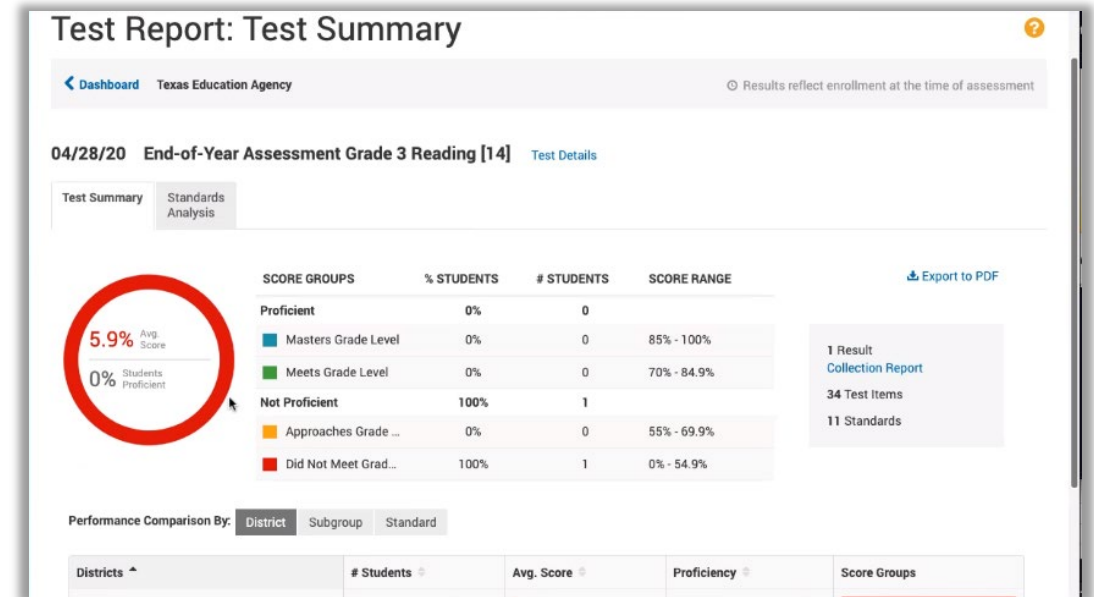 Test Report: Test Summary
Dashboard Texas Education Agency Results reflect enrollment at the time of assessment
04/28/20 End-of-Year Assessment Grade 3 Reading [14] Test Details
Test Summary Standards
Analysis
SCORE GROUPS % STUDENTS # STUDENTS SCORE RANGE Export to PDF
Proficient 0% 0
5.9% Avg.
Score
Masters Grade Level 0% 0 85% - 100%
1 Result
0% Students
Proficient
Meets Grade Level 0% 0 70% - 84.9%
Collection Report
34 Test Items
Not Proficient 100% 1
11 Standards
Approaches Grade ... 0% 0 55% - 69.9%
Did Not Meet Grad... 100% 1 0% - 54.9%
Performance Comparison By: District Subgroup Standard
Districts # Students Avg. Score Proficiency Score Groups